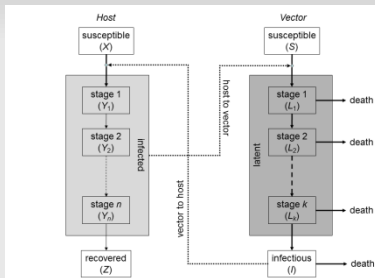 Host
Vector
susceptible
(X)
susceptible
(S)
stage 1
(Y₁)
stage 2
(Y₂)
stage n
(Yₙ)
infected
recovered
(Z)
vector to host
host to vector
latent
stage 1
(L₁)
death
stage 2
(L₂)
death
stage k
(Lₖ)
death
infectious
(I)
death